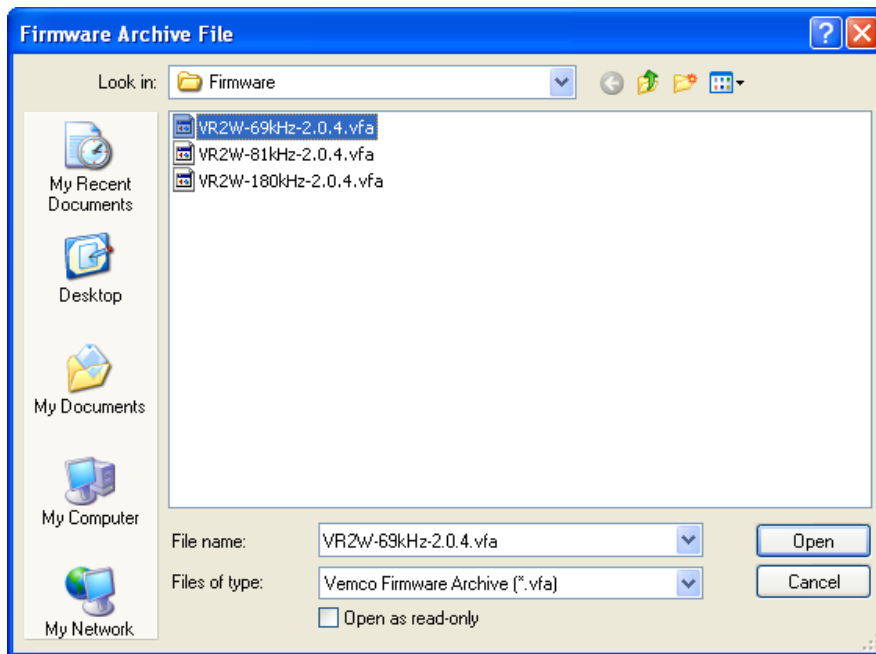 Firmware Archive File
Look in:
Firmware
VR2W-69kHz-2.0.4.vfa
VR2W-81kHz-2.0.4.vfa
VR2W-180kHz-2.0.4.vfa
My Recent
Documents
Desktop
My Documents
My Computer
My Network
File name:
VR2W-69kHz-2.0.4.vfa
Open
Files of type:
Vemco Firmware Archive (*.vfa)
Cancel
Open as read-only